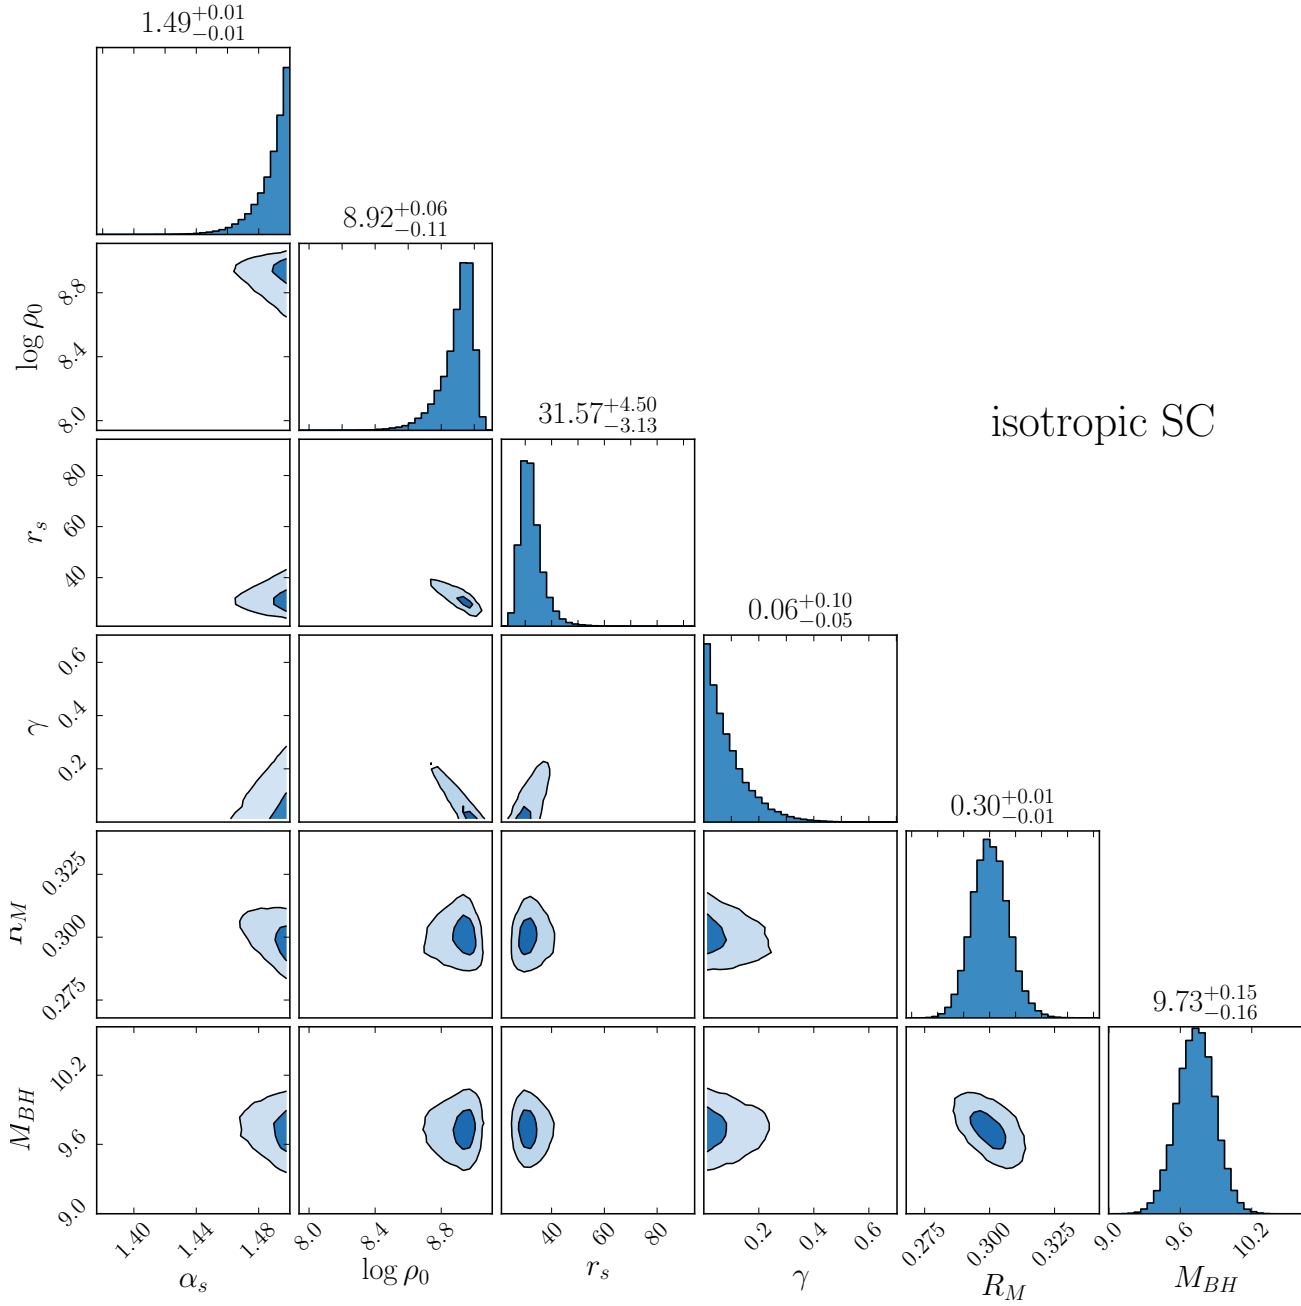 1.49+0.01−0.01
8.92+0.06−0.11
log ρ0
8.8
8.4
8.0
31.57+4.50−3.13
isotropic SC
rs
80
60
40
0.06+0.10−0.05
γ
0.6
0.4
0.2
0.30+0.01−0.01
RM
0.325
0.300
0.275
9.73+0.15−0.16
MBH
10.2
9.6
9.0
1.40 1.44 1.48 8.0 8.4 8.8 40 60 80 0.2 0.4 0.6 0.275 0.300 0.325 9.0 9.6 10.2
αs log ρ0 rs γ RM MBH